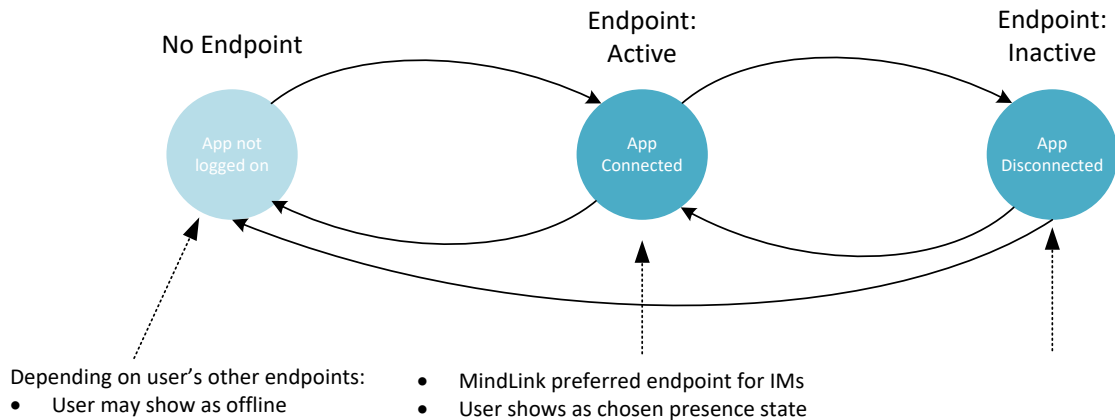 No Endpoint
Endpoint:
Active
Endpoint:
Inactive
App not
logged on
App
Connected
App
Disconnected
Depending on user’s other endpoints:
• User may show as offline
• MindLink preferred endpoint for IMs
• User shows as chosen presence state